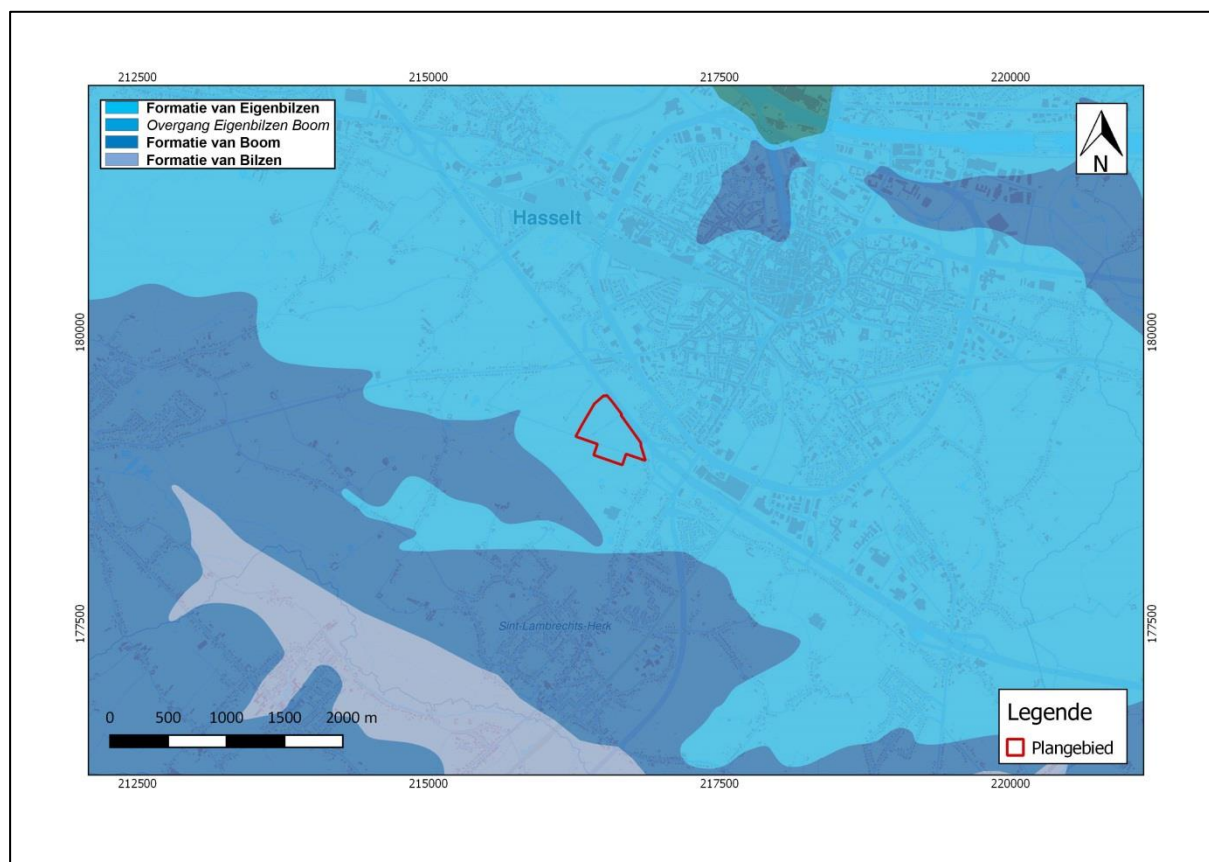 212500 215000 217500 220000
Formatie van Eigenbilzen
Overgang Eigenbilzen Boom
Formatie van Boom
Formatie van Bilzen
N
Hasselt
180000 180000
177500 177500
Sint-Lambrechts-Herk
0 500 1000 1500 2000 m
Legende
Plangebied
212500 215000 217500 220000